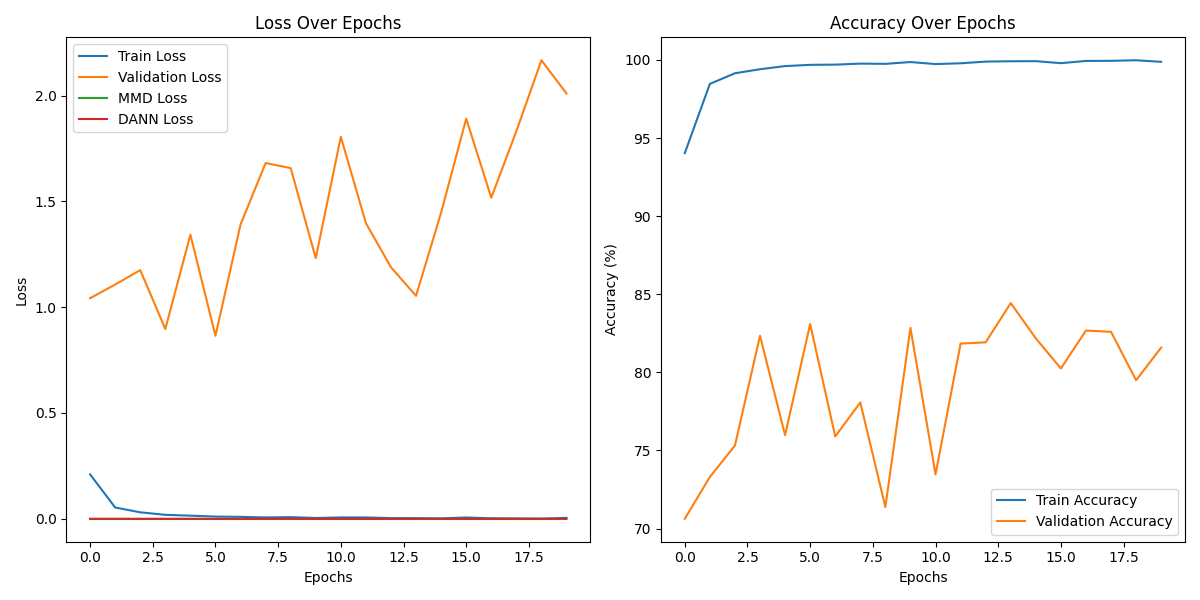 Loss Over Epochs
Train Loss
Validation Loss
MMD Loss
DANN Loss
2.0
1.5
1.0
0.5
0.0
Loss
0.0 2.5 5.0 7.5 10.0 12.5 15.0 17.5
Epochs
Accuracy Over Epochs
100
95
90
85
80
75
70
Accuracy (%)
Train Accuracy
Validation Accuracy
0.0 2.5 5.0 7.5 10.0 12.5 15.0 17.5
Epochs